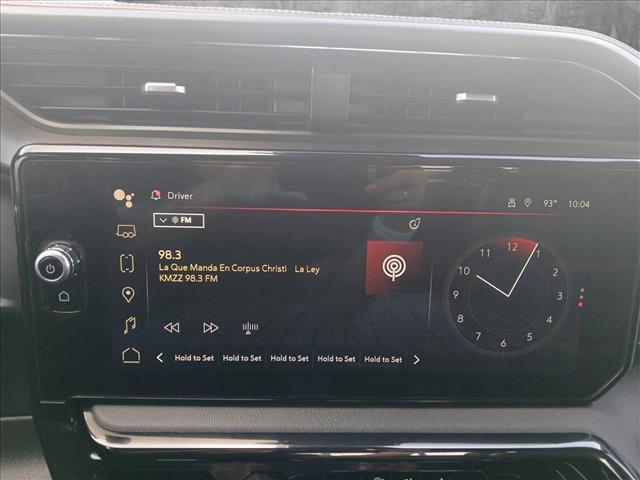 Driver
93° 10:04
FM
98.3
La Que Manda En Corpus Christi La Ley
KMZZ 98.3 FM
Hold to Set Hold to Set Hold to Set Hold to Set Hold to Set
12
1
2
3
4
5
6
7
8
9
10
11